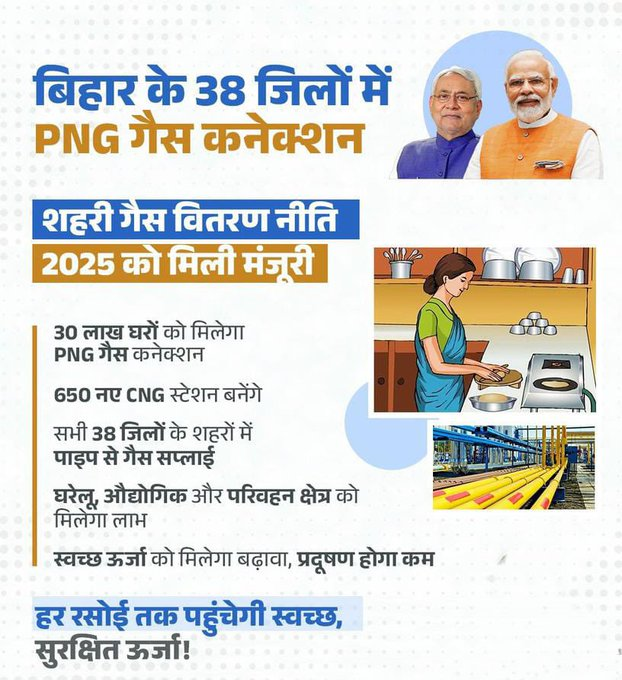 बिहार के 38 जिलों में
PNG गैस कनेक्शन
शहरी गैस वितरण नीति
2025 को मिली मंजूरी
30 लाख घरों को मिलेगा
PNG गैस कनेक्शन
650 नए CNG स्टेशन बनेंगे
सभी 38 जिलों के शहरों में
पाइप से गैस सप्लाई
घरेलू, औद्योगिक और परिवहन क्षेत्र को
मिलेगा लाभ
स्वच्छ ऊर्जा को मिलेगा बढ़ावा, प्रदूषण होगा कम
हर रसोई तक पहुंचेगी स्वच्छ,
सुरक्षित ऊर्जा!